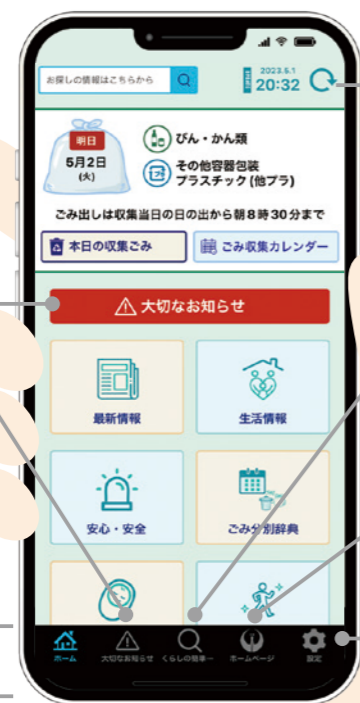 お探しの情報はこちらから
2023.5.1
20:32
明日
5月2日
(火)
びん・かん類
その他容器包装
プラスチック(他プラ)
ごみ出しは収集当日の日の出から朝8時30分まで
本日の収集ごみ
ごみ収集カレンダー
大切なお知らせ
最新情報
生活情報
安心・安全
ごみ分別辞典
ホーム
大切なお知らせ
くらしの便事一
ホームページ
設定